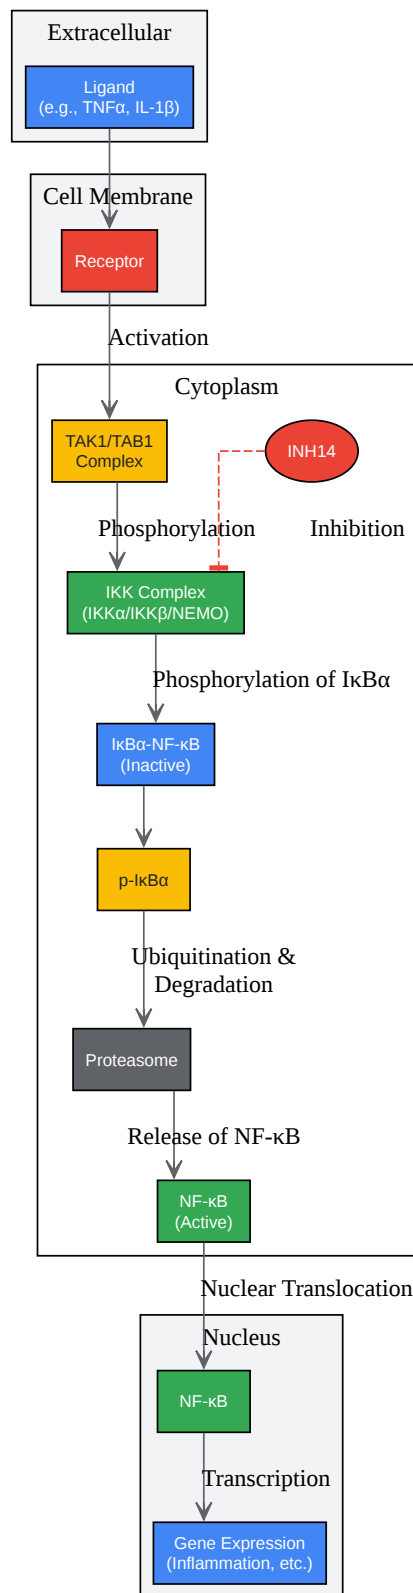 Extracellular
Ligand
(e.g., TNFα, IL-1β)
Cell Membrane
Receptor
Activation
Cytoplasm
TAK1/TAB1
Complex
INH14
Phosphorylation
Inhibition
IKK Complex
(IKKα/IKKβ/NEMO)
Phosphorylation of IκBα
IκBα-NF-κB
(Inactive)
p-IκBα
Ubiquitination &
Degradation
Proteasome
Release of NF-κB
NF-κB
(Active)
Nuclear Translocation
Nucleus
NF-κB
Transcription
Gene Expression
(Inflammation, etc.)